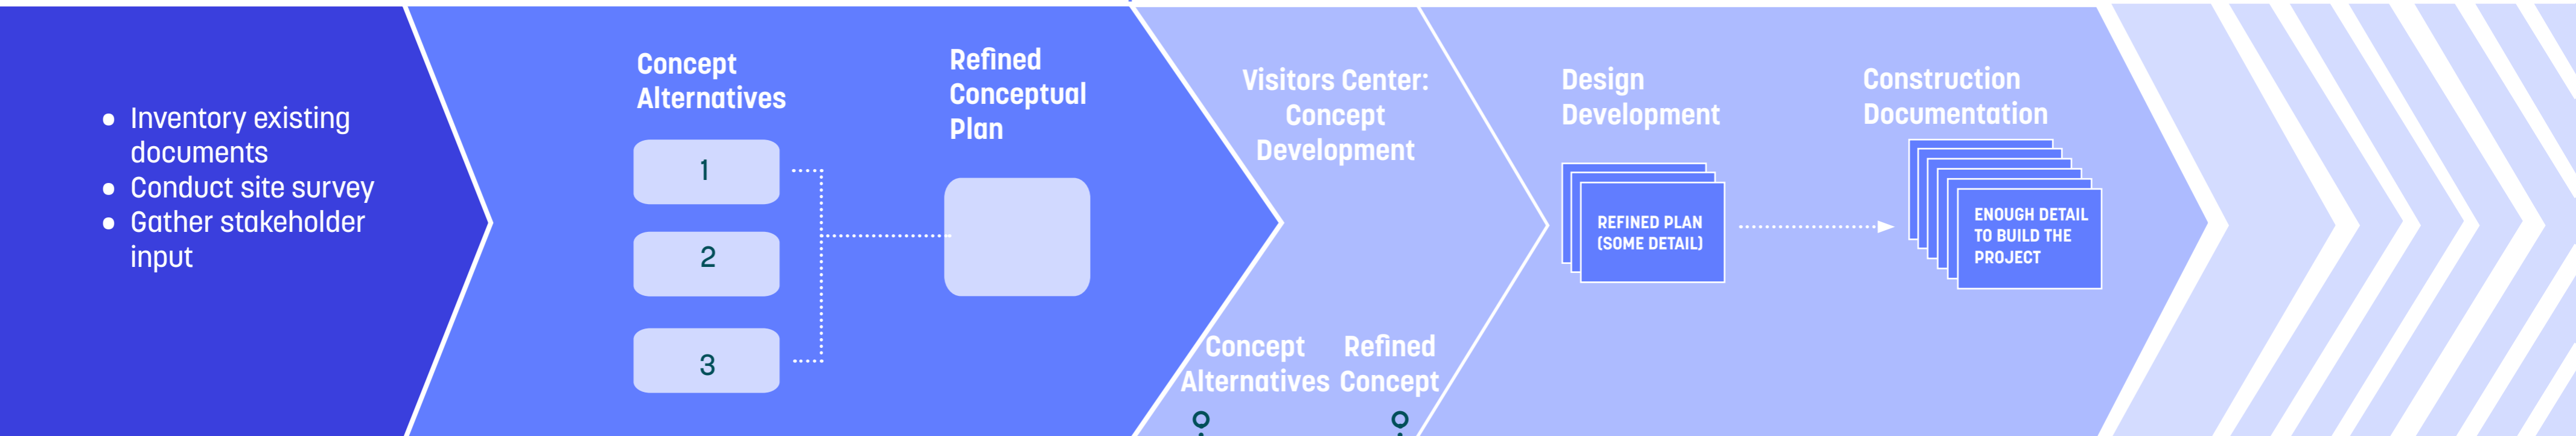 ● Inventory existing
documents
● Conduct site survey
● Gather stakeholder
input
Concept
Alternatives
1
2
3
Refined
Conceptual
Plan
Visitors Center:
Concept
Development
Concept
Alternatives
Refined
Concept
Design
Development
REFINED PLAN
(SOME DETAIL)
Construction
Documentation
ENOUGH DETAIL
TO BUILD THE
PROJECT